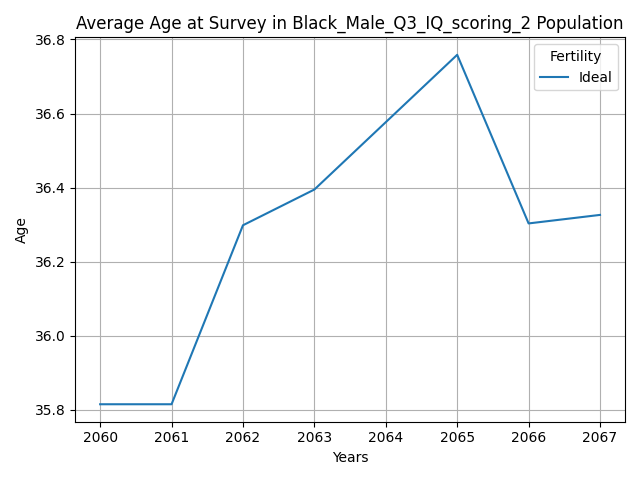 Average Age at Survey in Black_Male_Q3_IQ_scoring_2 Population
Fertility
Ideal
36.8
36.6
36.4
36.2
36.0
35.8
Age
2060 2061 2062 2063 2064 2065 2066 2067
Years